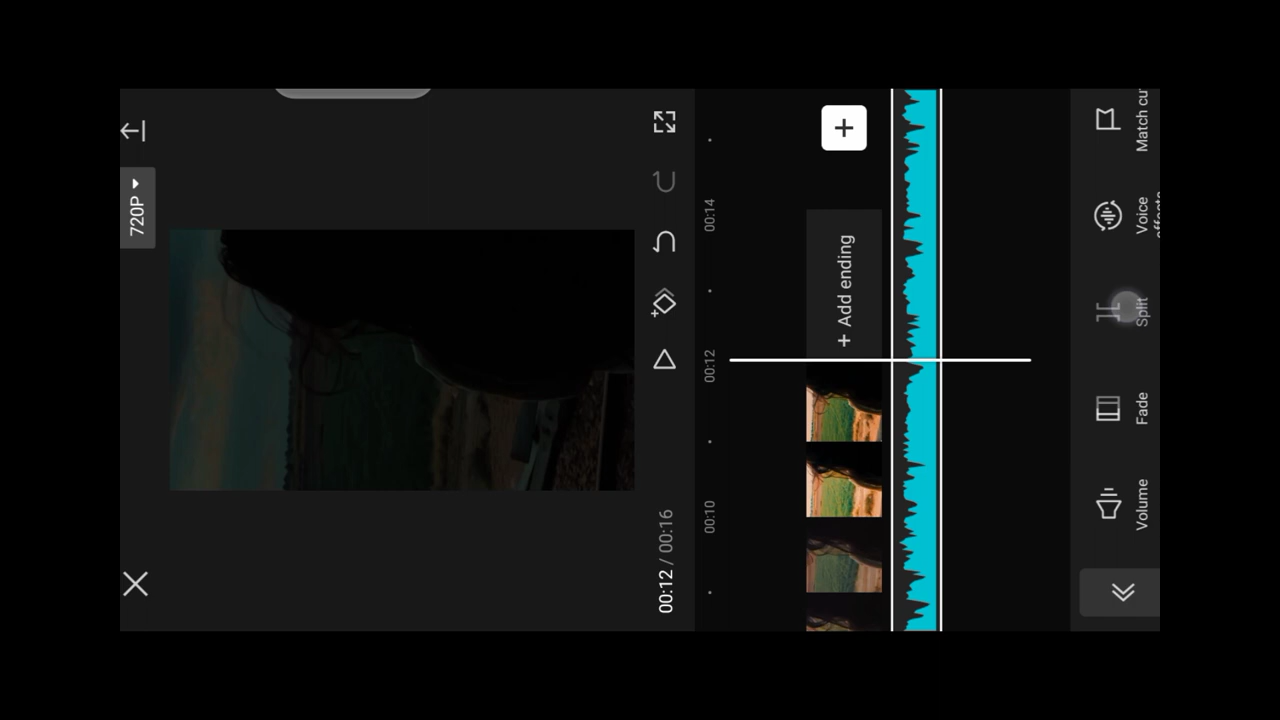 720P
00:12 / 00:16
00:10
00:12
00:14
+ Add ending
Volume
Fade
Split
Voice
effects
Match cu